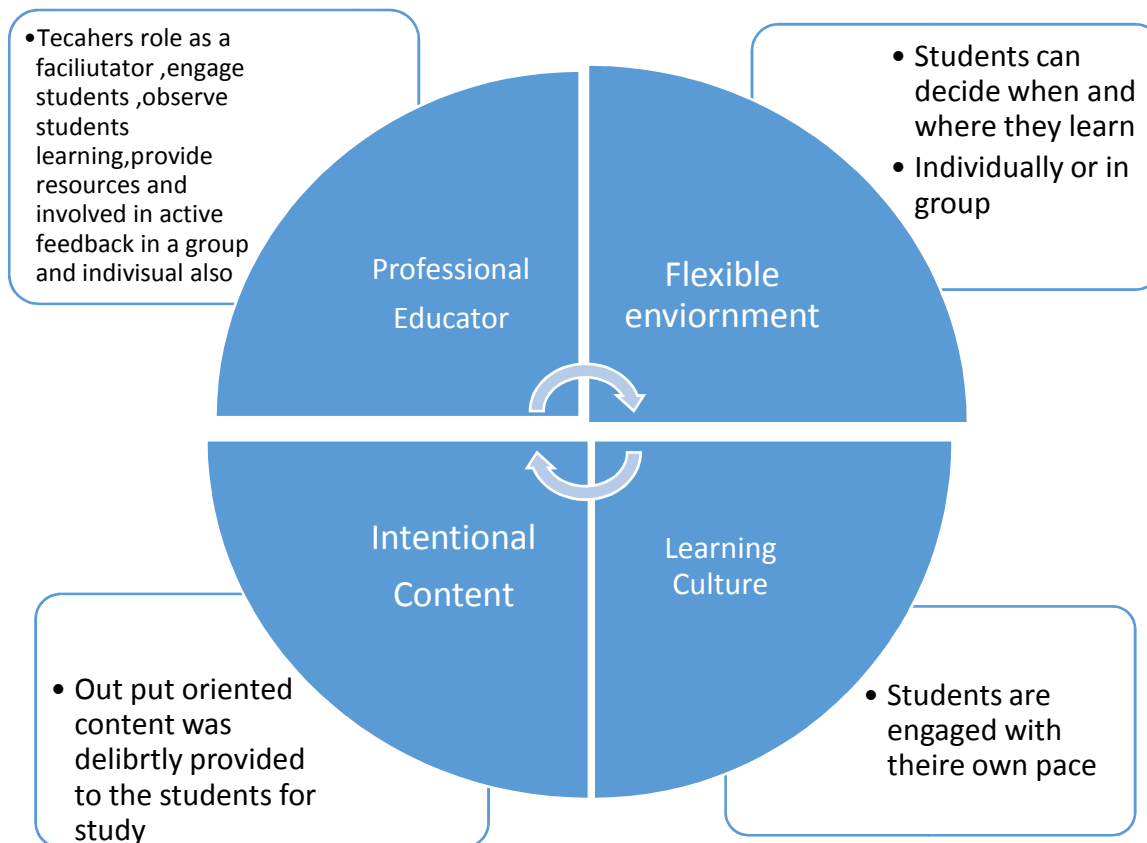 •Tecahers role as a
faciliutator ,engage
students ,observe
students
learning,provide
resources and
involved in active
feedback in a group
and indivisual also
• Students can
decide when and
where they learn
• Individually or in
group
Professional
Educator
Flexible
enviornment
Intentional
Content
Learning
Culture
• Out put oriented
content was
delibrtly provided
to the students for
study
• Students are
engaged with
theire own pace